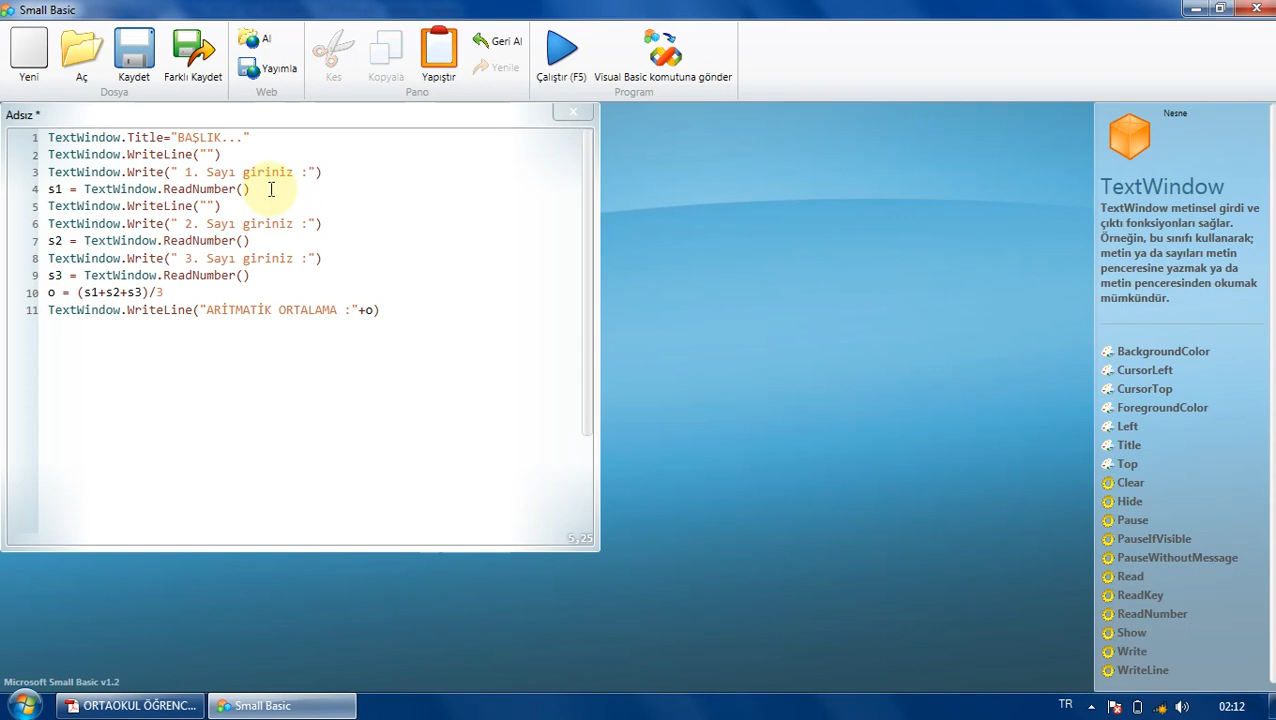 Small Basic
Yeni
Aç
Kaydet
Farklı Kaydet
Dosya
Al
Yayımla
Web
Kes
Kopyala
Yapıştır
Geri Al
Yenile
Pano
Çalıştır (F5)
Visual Basic komutuna gönder
Program
Adsız *
1 TextWindow.Title="BAŞLIK..."
2 TextWindow.WriteLine("")
3 TextWindow.Write(" 1. Sayı giriniz :")
4 s1 = TextWindow.ReadNumber()
5 TextWindow.WriteLine("")
6 TextWindow.Write(" 2. Sayı giriniz :")
7 s2 = TextWindow.ReadNumber()
8 TextWindow.Write(" 3. Sayı giriniz :")
9 s3 = TextWindow.ReadNumber()
10 o = (s1+s2+s3)/3
11 TextWindow.WriteLine("ARİTMATİK ORTALAMA :"+o)
5,25
Nesne
TextWindow
TextWindow metinsel girdi ve
çıktı fonksiyonları sağlar.
Örneğin, bu sınıfı kullanarak;
metin ya da sayıları metin
penceresine yazmak ya da
metin penceresinden okumak
mümkündür.
BackgroundColor
CursorLeft
CursorTop
ForegroundColor
Left
Title
Top
Clear
Hide
Pause
PauseIfVisible
PauseWithoutMessage
Read
ReadKey
ReadNumber
Show
Write
WriteLine
Microsoft Small Basic v1.2
ORTAOKUL ÖĞRENC...
Small Basic
TR
02:12